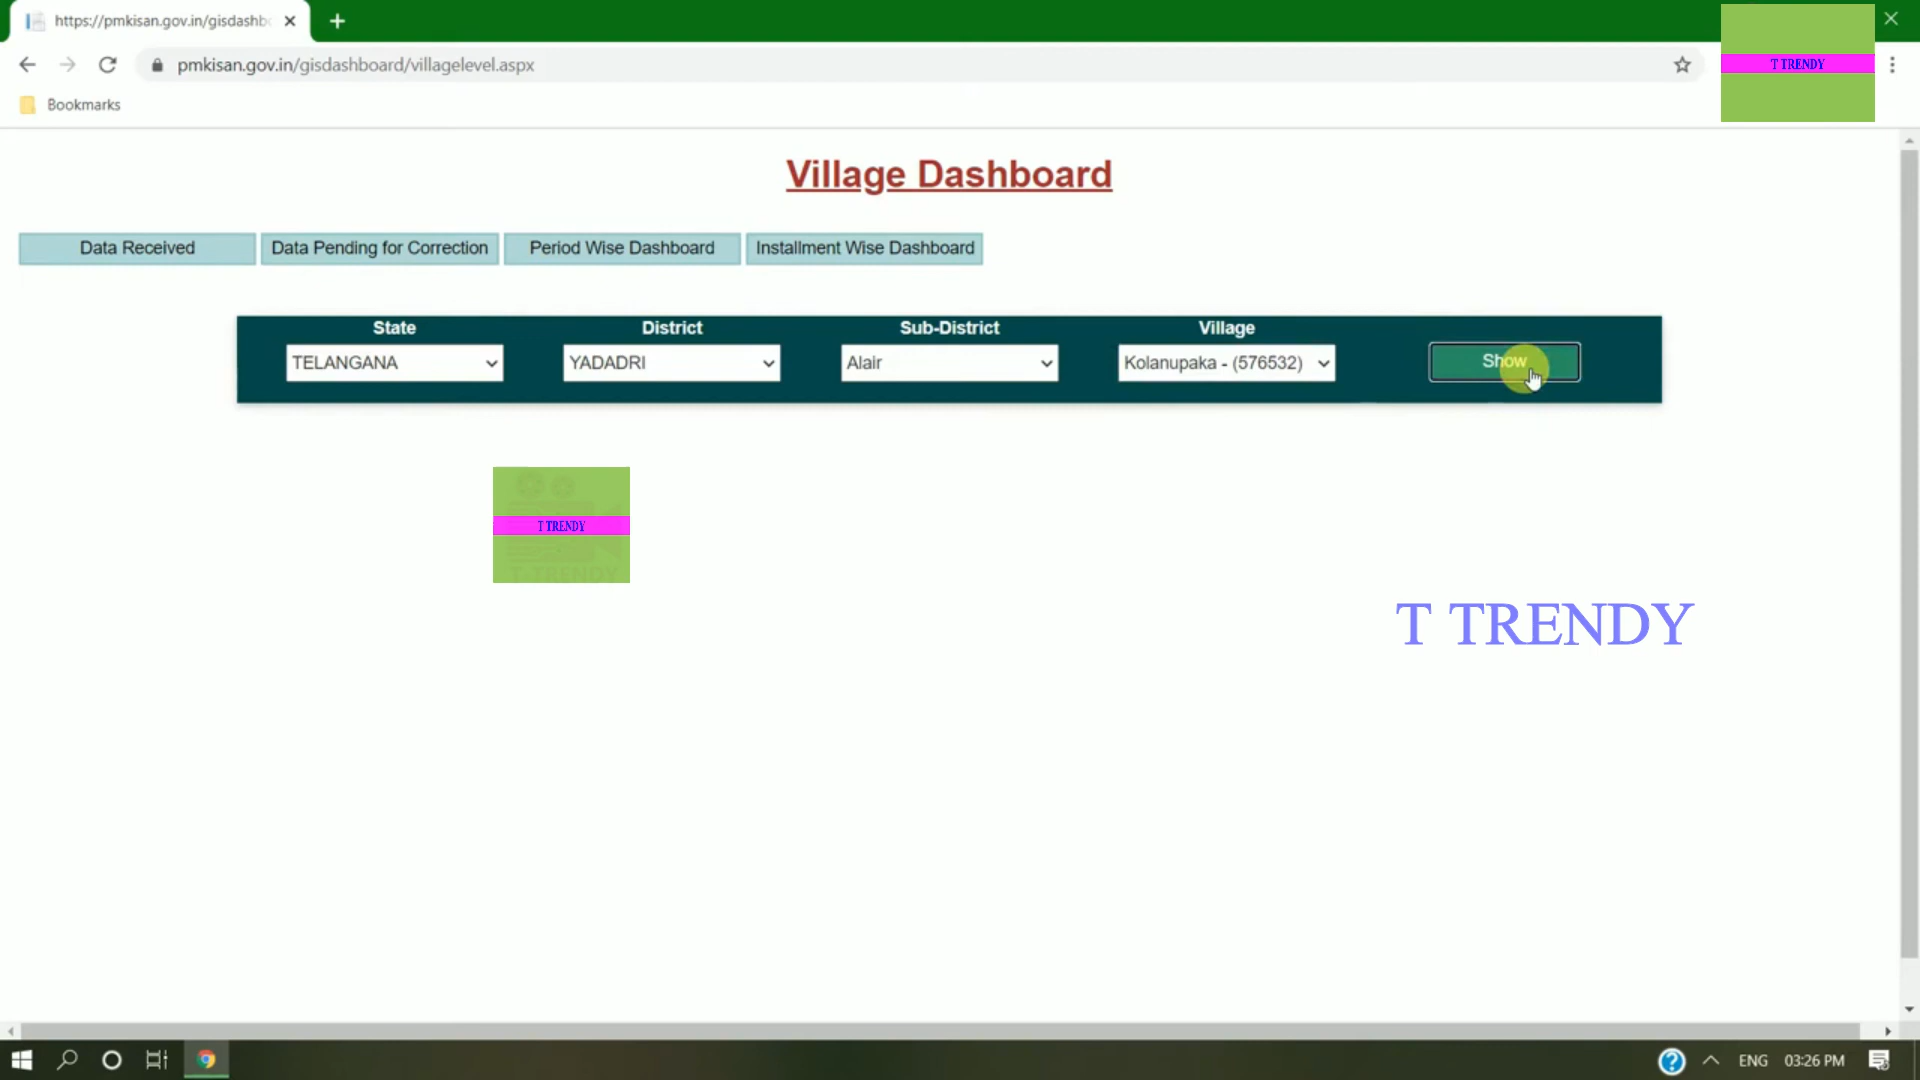 https://pmkisan.gov.in/gisdashb
pmkisan.gov.in/gisdashboard/villagelevel.aspx
T TRENDY
Bookmarks
Village Dashboard
Data Received
Data Pending for Correction
Period Wise Dashboard
Installment Wise Dashboard
State
District
Sub-District
Village
TELANGANA
YADADRI
Alair
Kolanupaka - (576532)
Show
T TRENDY
T-TRENDY
T TRENDY
ENG
03:26 PM